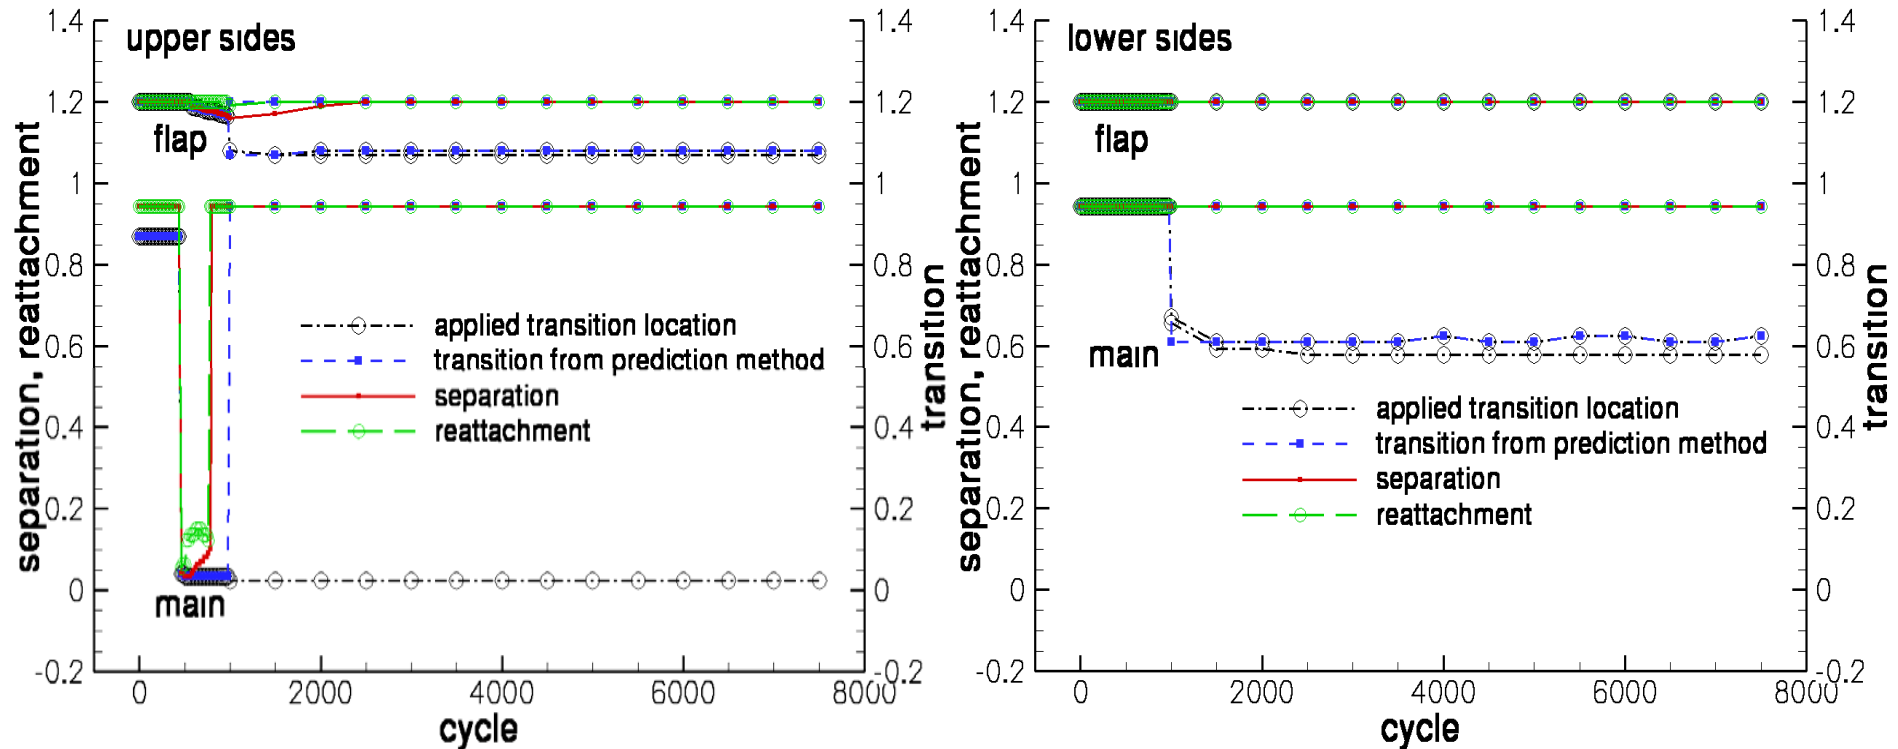 upper sides
1.4
1.2
1
0.8
0.6
0.4
0.2
0
-0.2
separation, reattachment
flap
main
applied transition location
transition from prediction method
separation
reattachment
0 2000 4000 6000 8000
cycle
1.4
1.2
1
0.8
0.6
0.4
0.2
0
-0.2
transition
lower sides
1.4
1.2
1
0.8
0.6
0.4
0.2
0
-0.2
separation, reattachment
flap
main
applied transition location
transition from prediction method
separation
reattachment
0 2000 4000 6000 8000
cycle
1.4
1.2
1
0.8
0.6
0.4
0.2
0
-0.2
transition